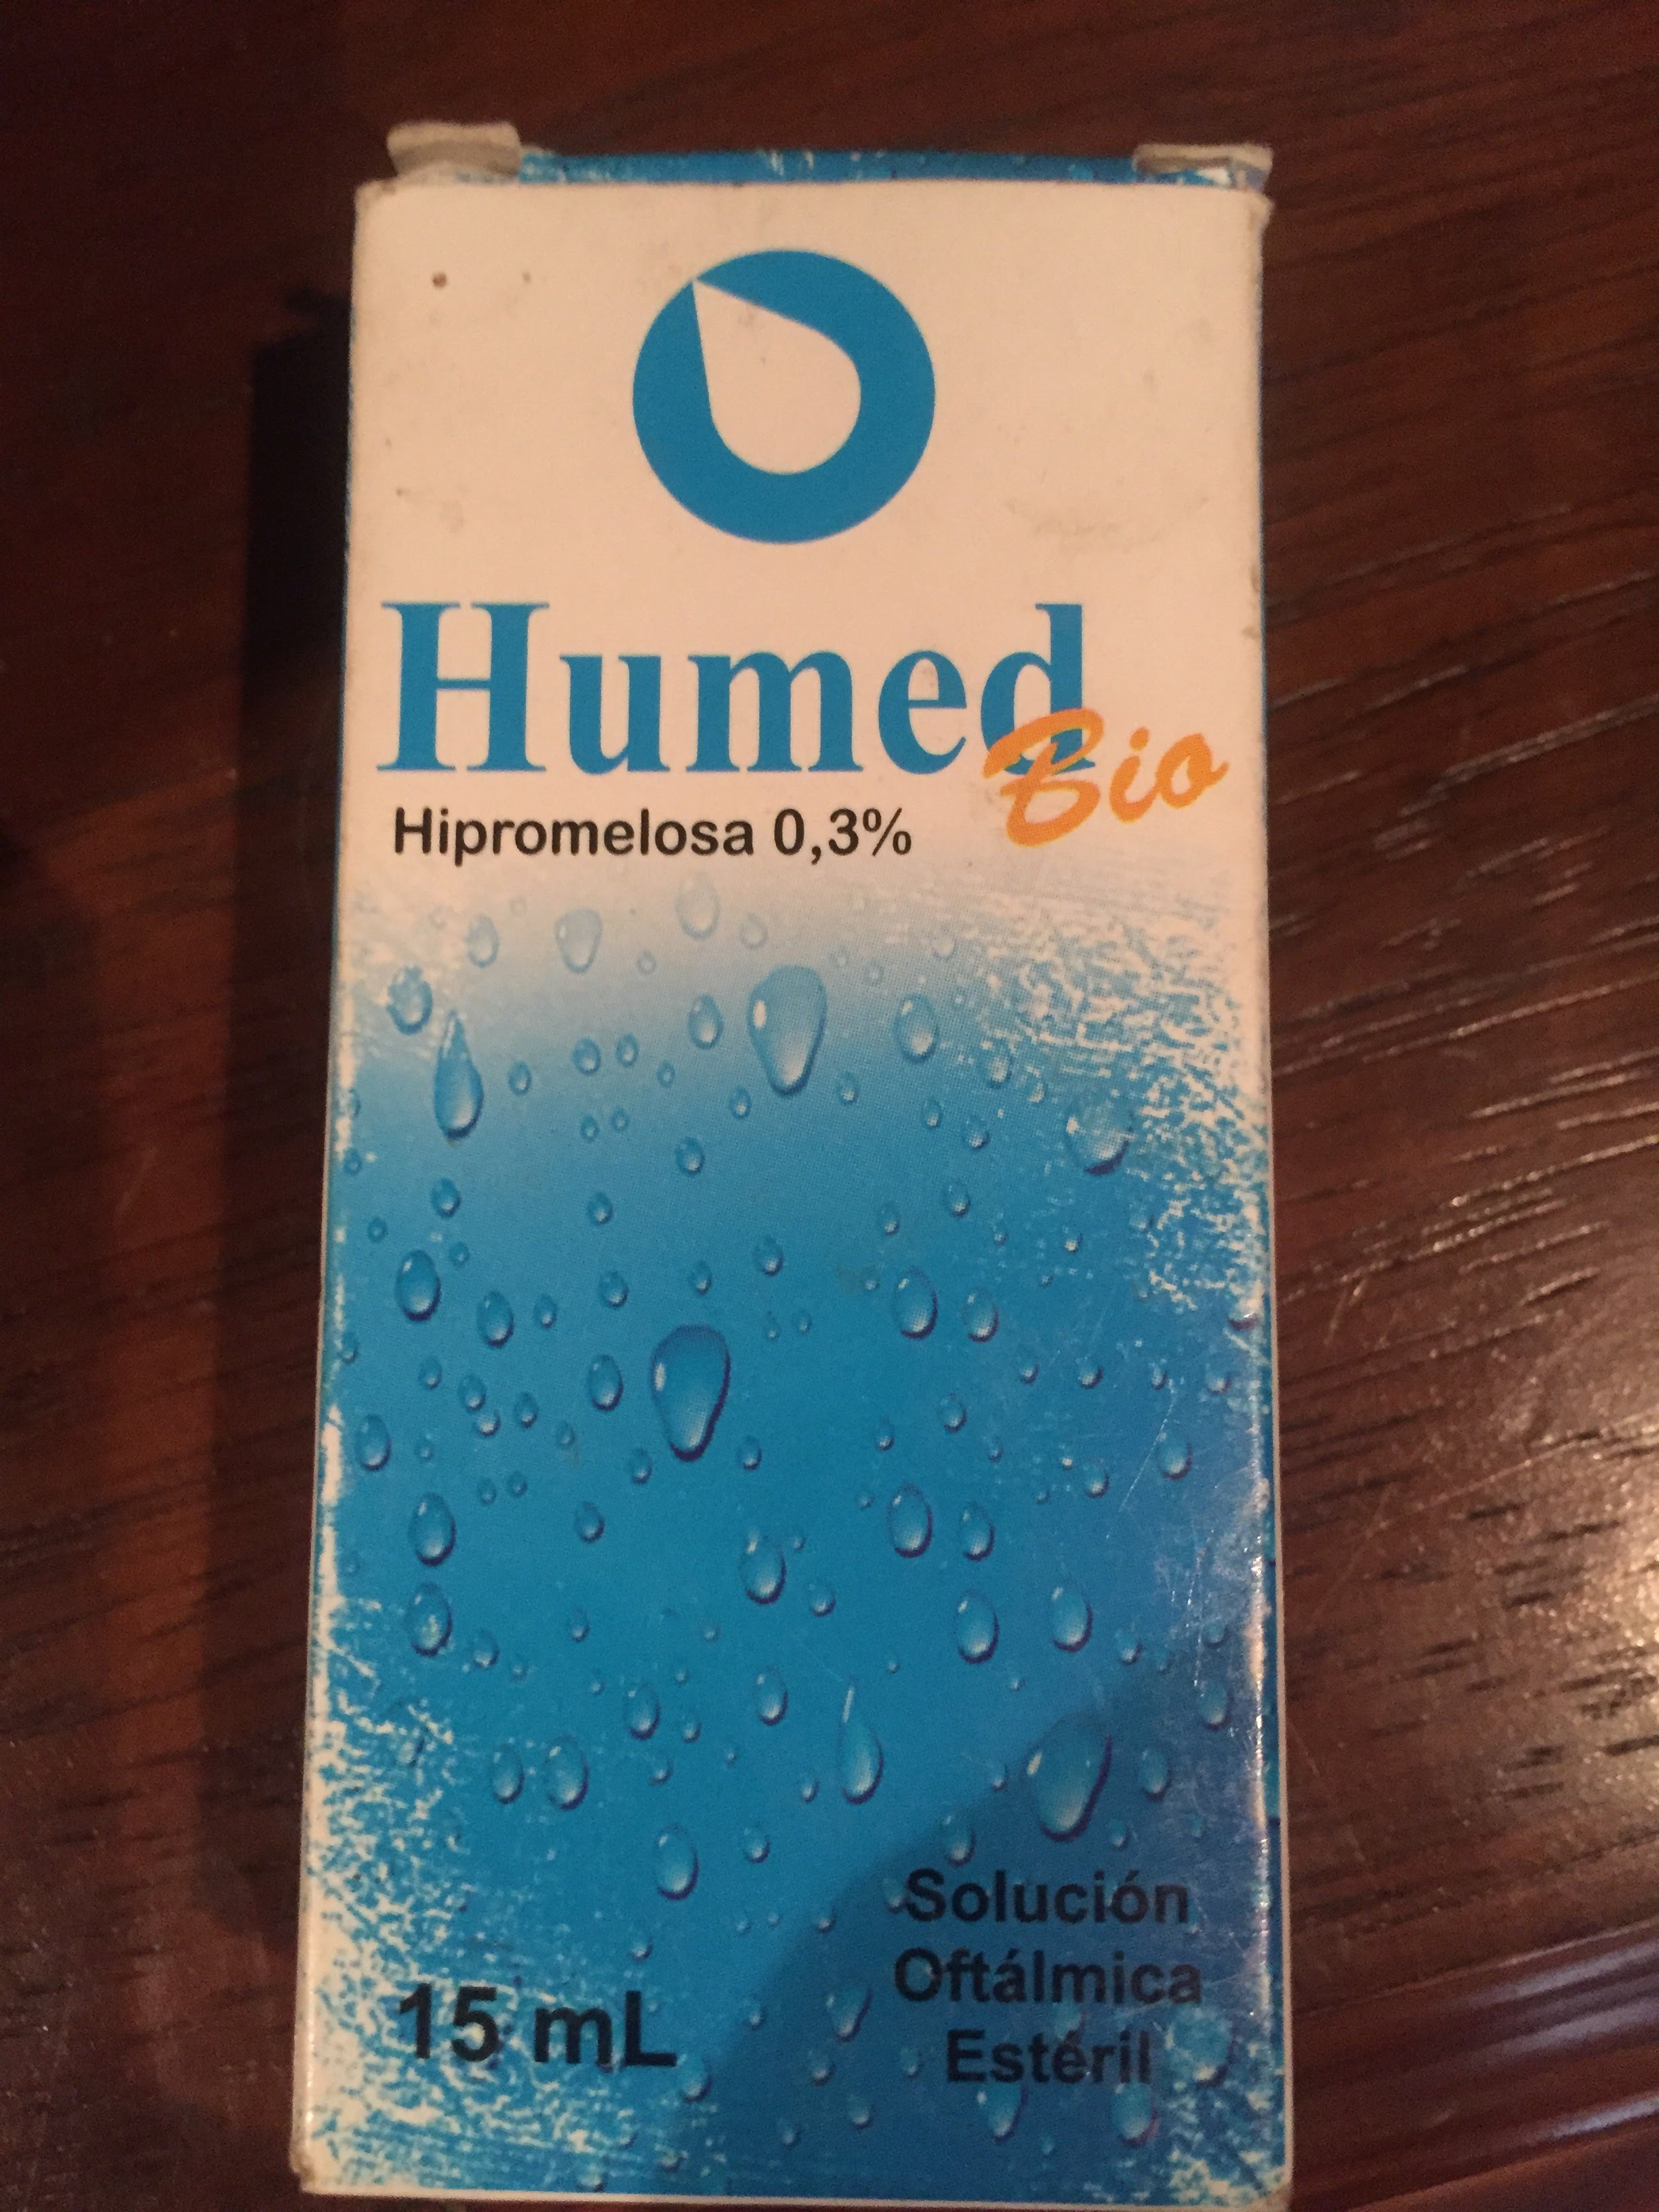 Humed
Bio
Hipromelosa 0,3%
Solución
Oftálmica
Estéril
15 mL